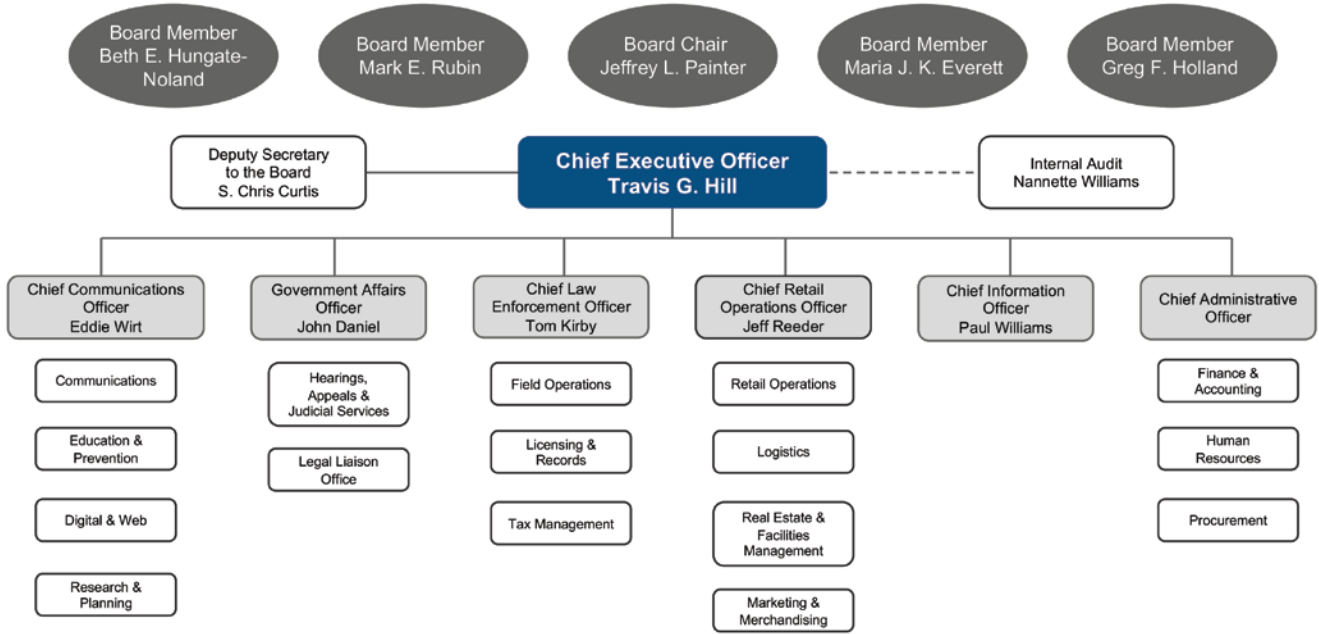 Board Member
Beth E. Hungate-
Noland
Board Member
Mark E. Rubin
Board Chair
Jeffrey L. Painter
Board Member
Maria J. K. Everett
Board Member
Greg F. Holland
Deputy Secretary
to the Board
S. Chris Curtis
Chief Executive Officer
Travis G. Hill
Internal Audit
Nannette Williams
Chief Communications
Officer
Eddie Wirt
Government Affairs
Officer
John Daniel
Chief Law
Enforcement Officer
Tom Kirby
Chief Retail
Operations Officer
Jeff Reeder
Chief Information
Officer
Paul Williams
Chief Administrative
Officer
Communications
Education &
Prevention
Digital & Web
Research &
Planning
Hearings,
Appeals &
Judicial Services
Legal Liaison
Office
Field Operations
Licensing &
Records
Tax Management
Retail Operations
Logistics
Real Estate &
Facilities
Management
Marketing &
Merchandising
Finance &
Accounting
Human
Resources
Procurement